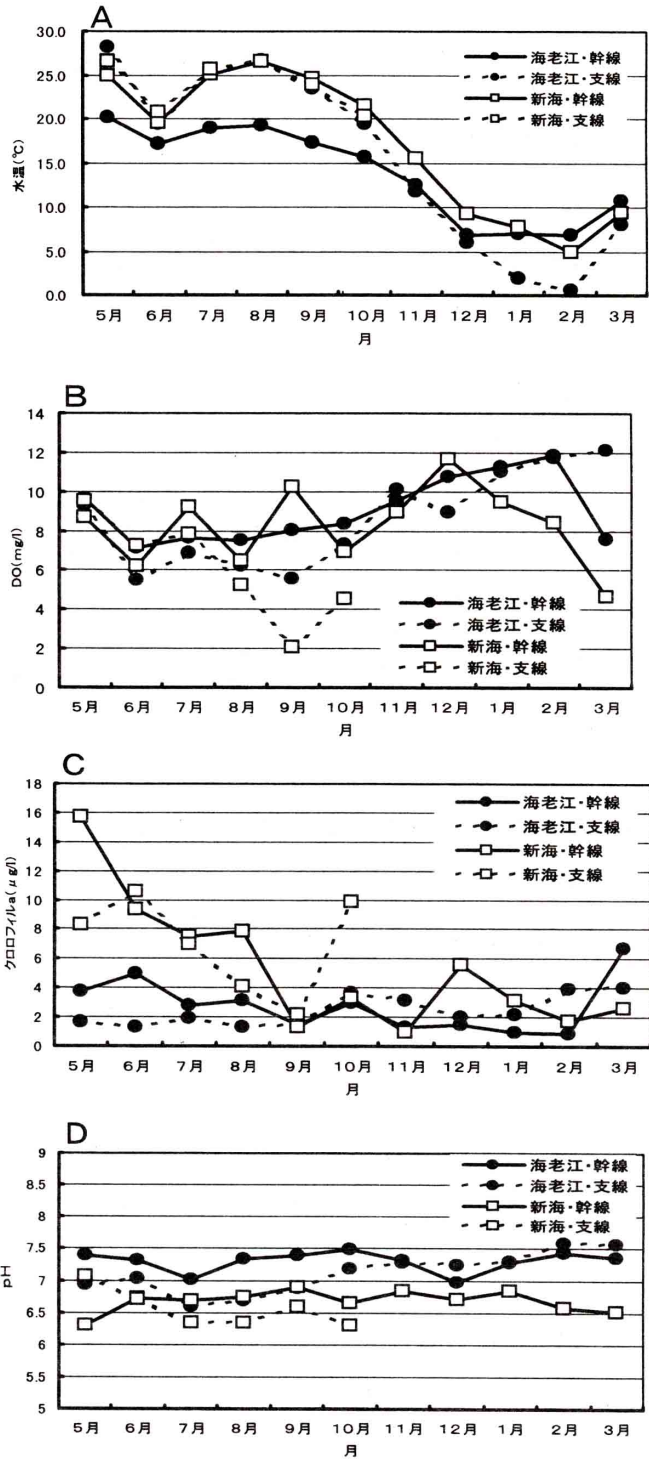 A
30.0
25.0
20.0
15.0
10.0
5.0
0.0
水温(℃)
海老江・幹線
海老江・支線
新海・幹線
新海・支線
5月 6月 7月 8月 9月 10月 11月 12月 1月 2月 3月
月
B
14
12
10
8
6
4
2
0
DO(mg/l)
海老江・幹線
海老江・支線
新海・幹線
新海・支線
5月 6月 7月 8月 9月 10月 11月 12月 1月 2月 3月
月
C
18
16
14
12
10
8
6
4
2
0
クロロフィルa(μg/l)
海老江・幹線
海老江・支線
新海・幹線
新海・支線
5月 6月 7月 8月 9月 10月 11月 12月 1月 2月 3月
月
D
9
8.5
8
7.5
7
6.5
6
5.5
5
pH
海老江・幹線
海老江・支線
新海・幹線
新海・支線
5月 6月 7月 8月 9月 10月 11月 12月 1月 2月 3月
月